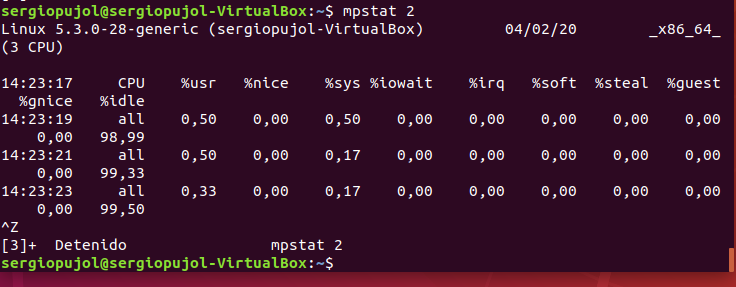 sergiopujol@sergiopujol-VirtualBox:~$ mpstat 2
Linux 5.3.0-28-generic (sergiopujol-VirtualBox) 04/02/20 _x86_64_
(3 CPU)
14:23:17 CPU %usr %nice %sys %iowait %irq %soft %steal %guest
%gnice %idle
14:23:19 all 0,50 0,00 0,50 0,00 0,00 0,00 0,00 0,00
0,00 98,99
14:23:21 all 0,50 0,00 0,17 0,00 0,00 0,00 0,00 0,00
0,00 99,33
14:23:23 all 0,33 0,00 0,17 0,00 0,00 0,00 0,00 0,00
0,00 99,50
^Z
[3]+ Detenido mpstat 2
sergiopujol@sergiopujol-VirtualBox:~$